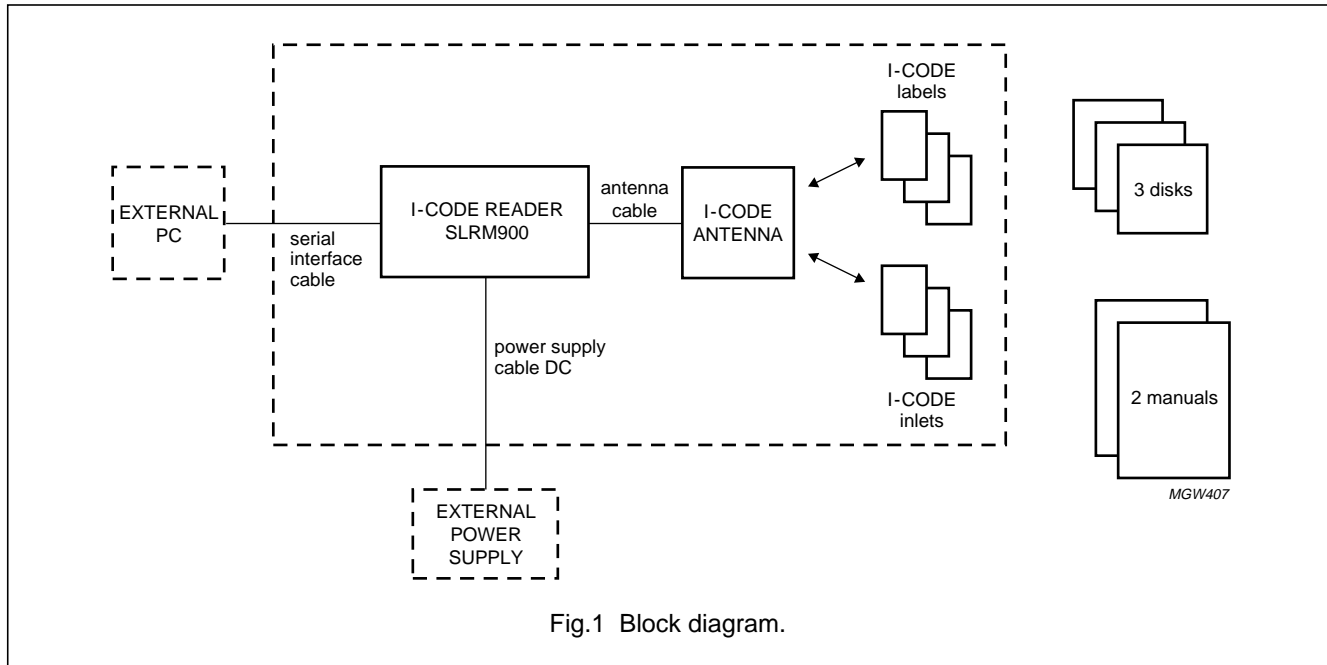 I-CODE
labels
EXTERNAL
PC
serial
interface
cable
I-CODE READER
SLRM900
antenna
cable
I-CODE
ANTENNA
3 disks
power supply
cable DC
I-CODE
inlets
2 manuals
MGW407
EXTERNAL
POWER
SUPPLY
Fig.1 Block diagram.